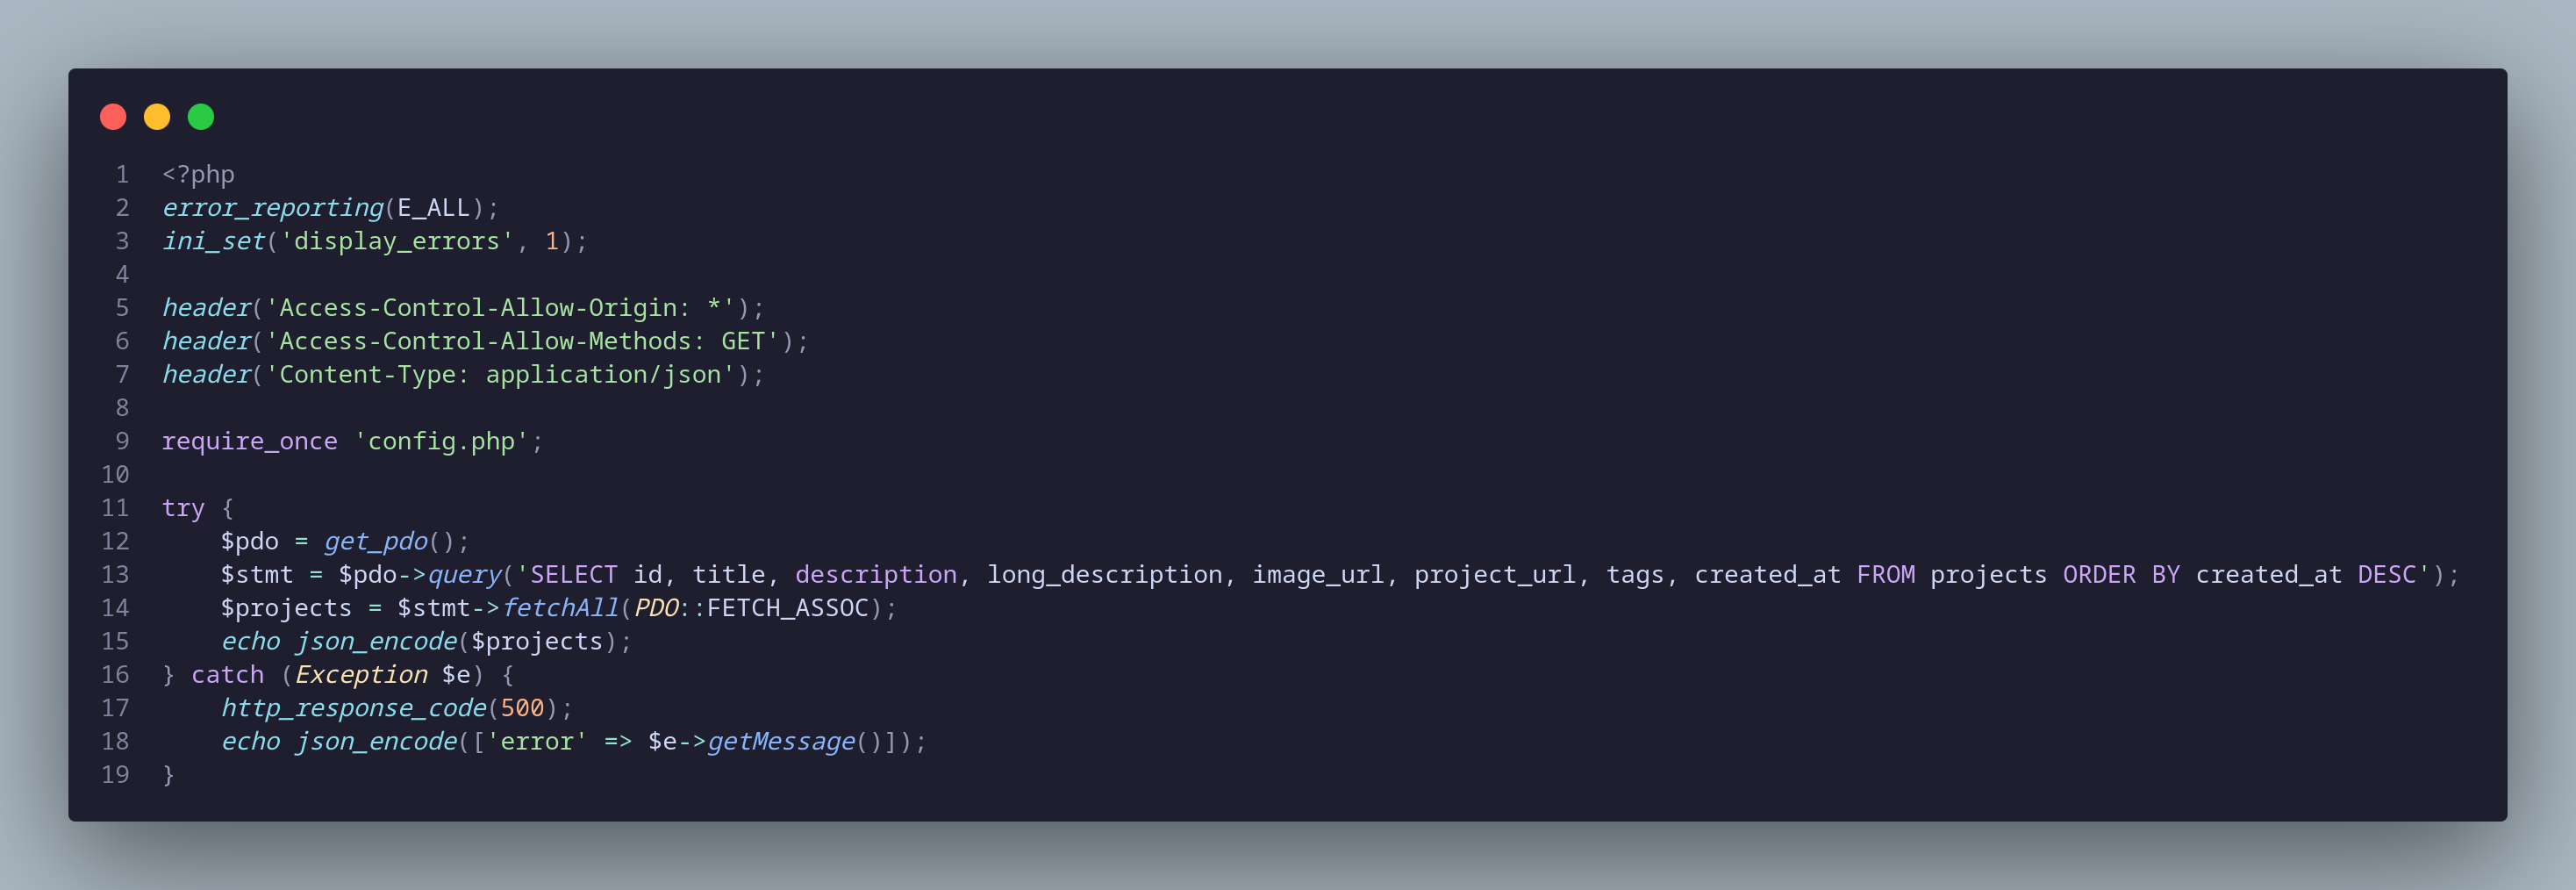 1 <?php
2 error_reporting(E_ALL);
3 ini_set('display_errors', 1);
4
5 header('Access-Control-Allow-Origin: *');
6 header('Access-Control-Allow-Methods: GET');
7 header('Content-Type: application/json');
8
9 require_once 'config.php';
10
11 try {
12     $pdo = get_pdo();
13     $stmt = $pdo->query('SELECT id, title, description, long_description, image_url, project_url, tags, created_at FROM projects ORDER BY created_at DESC');
14     $projects = $stmt->fetchAll(PDO::FETCH_ASSOC);
15     echo json_encode($projects);
16 } catch (Exception $e) {
17     http_response_code(500);
18     echo json_encode(['error' => $e->getMessage()]);
19 }